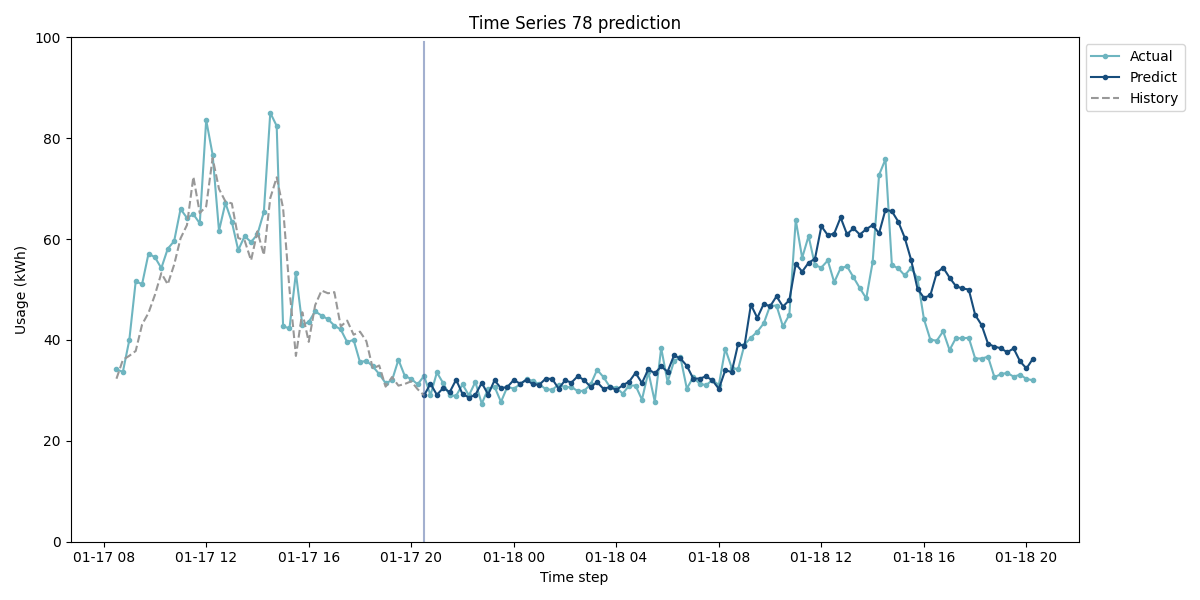 Time Series 78 prediction
Usage (kWh)
100
80
60
40
20
0
01-17 08
01-17 12
01-17 16
01-17 20
01-18 00
01-18 04
01-18 08
01-18 12
01-18 16
01-18 20
Time step
Actual
Predict
History